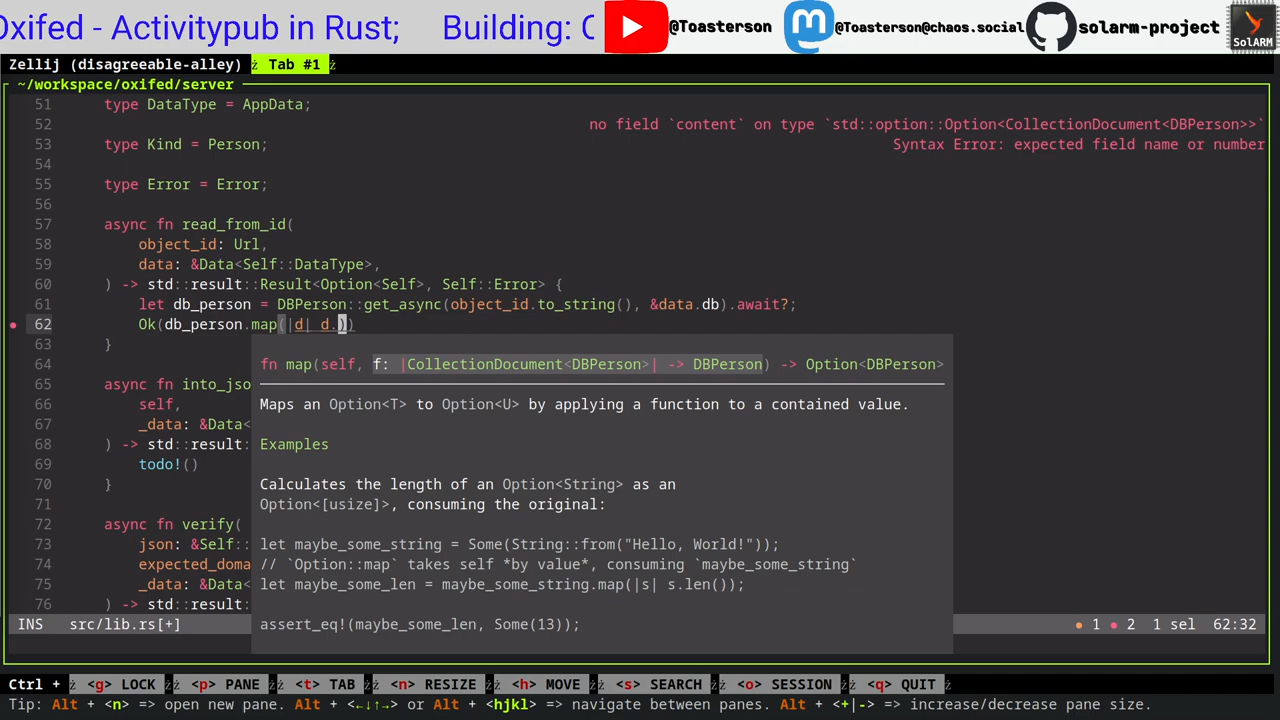 Oxifed - Activitypub in Rust;  Building: C
@Toasterson
@Toasterson@chaos.social
solarm-project
SolARM
Zellij (disagreeable-alley)  Tab #1
~/workspace/oxifed/server
51 type DataType = AppData;
52 no field `content` on type `std::option::Option<CollectionDocument<DBPerson>>`
53 type Kind = Person; Syntax Error: expected field name or number
54
55 type Error = Error;
56
57 async fn read_from_id(
58 object_id: Url,
59 data: &Data<Self::DataType>,
60 ) -> std::result::Result<Option<Self>, Self::Error> {
61 let db_person = DBPerson::get_async(object_id.to_string(), &data.db).await?;
62 Ok(db_person.map(|d| d.))
63 }
64 fn map(self, f: |CollectionDocument<DBPerson>| -> DBPerson) -> Option<DBPerson>
65 async fn into_jso
66 self, Maps an Option<T> to Option<U> by applying a function to a contained value.
67 _data: &Data<
68 ) -> std::result: Examples
69 todo!()
70 } Calculates the length of an Option<String> as an
71 Option<[usize]>, consuming the original:
72 async fn verify(
73 json: &Self:: let maybe_some_string = Some(String::from("Hello, World!"));
74 expected_doma // `Option::map` takes self *by value*, consuming `maybe_some_string`
75 _data: &Data< let maybe_some_len = maybe_some_string.map(|s| s.len());
76 ) -> std::result:
INS src/lib.rs[+] assert_eq!(maybe_some_len, Some(13)); ● 1 ● 2 1 sel 62:32
Ctrl + <g> LOCK <p> PANE <t> TAB <n> RESIZE <h> MOVE <s> SEARCH <o> SESSION <q> QUIT
Tip: Alt + <n> => open new pane. Alt + <←↓↑→> or Alt + <hjkl> => navigate between panes. Alt + <+|-> => increase/decrease pane size.